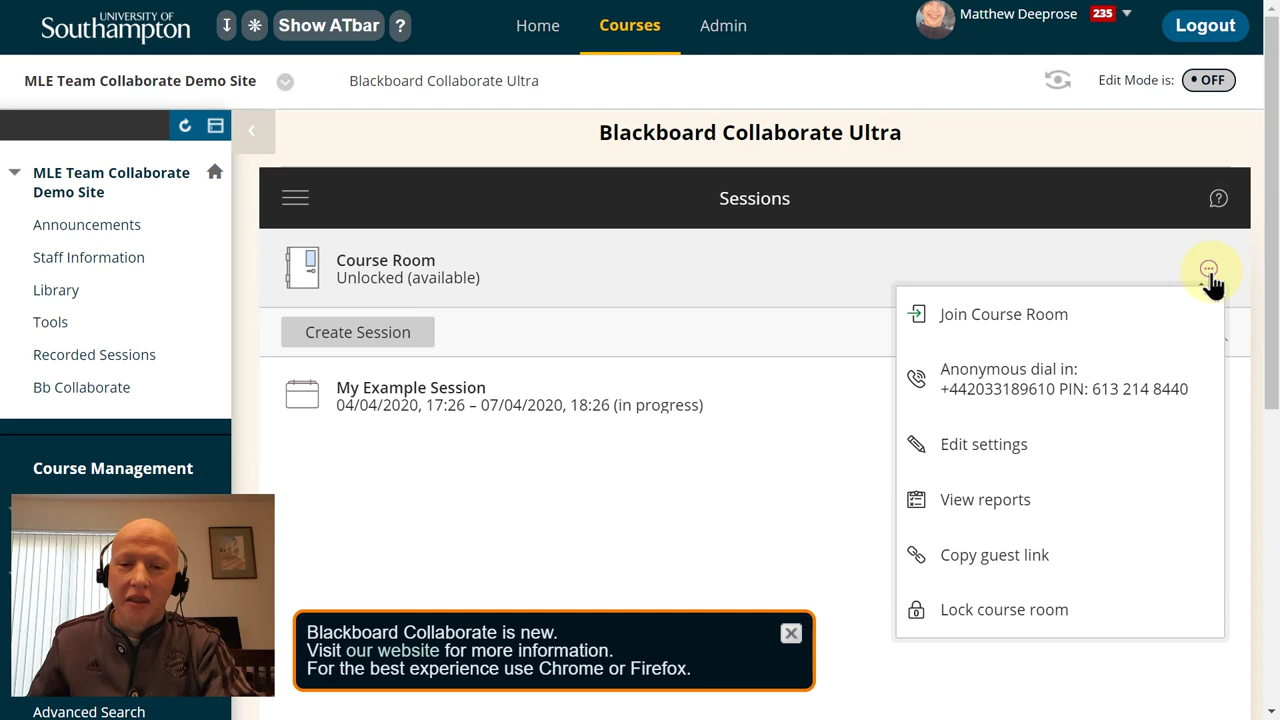 UNIVERSITY OF
Southampton
Show ATbar
?
Home
Courses
Admin
Matthew Deeprose
235
Logout
MLE Team Collaborate Demo Site
Blackboard Collaborate Ultra
Edit Mode is:
OFF
Blackboard Collaborate Ultra
MLE Team Collaborate
Demo Site
Announcements
Staff Information
Library
Tools
Recorded Sessions
Bb Collaborate
Course Management
Advanced Search
Sessions
Course Room
Unlocked (available)
Create Session
My Example Session
04/04/2020, 17:26 – 07/04/2020, 18:26 (in progress)
Join Course Room
Anonymous dial in:
+442033189610 PIN: 613 214 8440
Edit settings
View reports
Copy guest link
Lock course room
Blackboard Collaborate is new.
Visit our website for more information.
For the best experience use Chrome or Firefox.